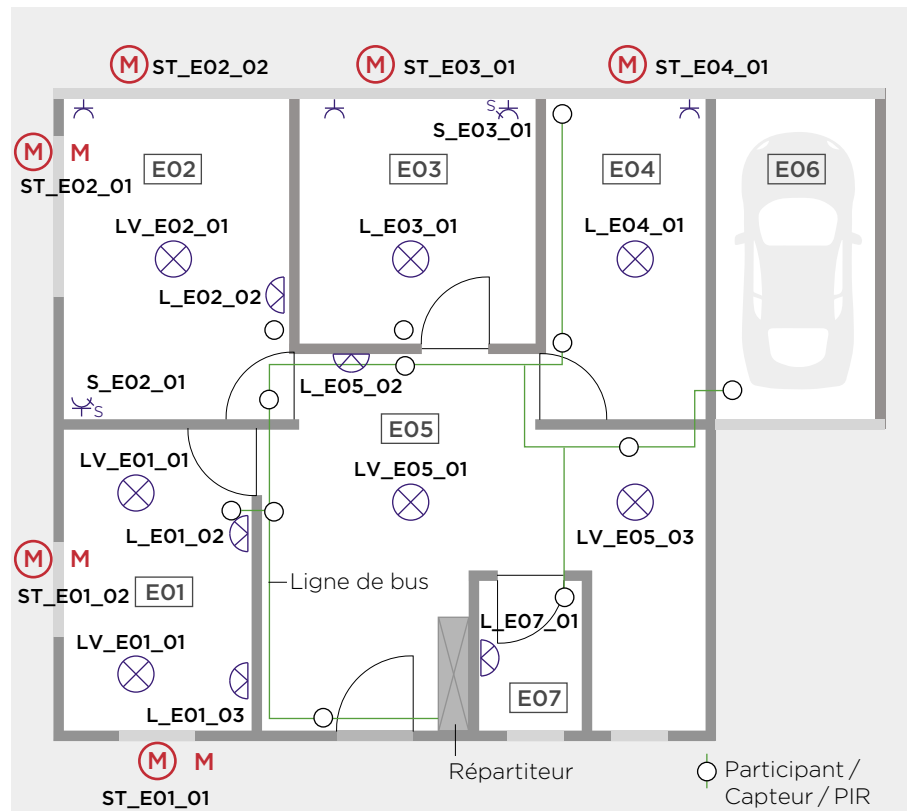 M ST_E02_02
M ST_E03_01
M ST_E04_01
S
S_E03_01
M M
ST_E02_01
E02
E03
E04
E06
LV_E02_01
L_E03_01
L_E04_01
L_E02_02
S_E02_01
S
L_E05_02
E05
LV_E01_01
LV_E05_01
L_E01_02
LV_E05_03
M M
ST_E01_02
E01
Ligne de bus
L_E07_01
LV_E01_01
L_E01_03
E07
M M
ST_E01_01
Répartiteur
Participant /
Capteur / PIR